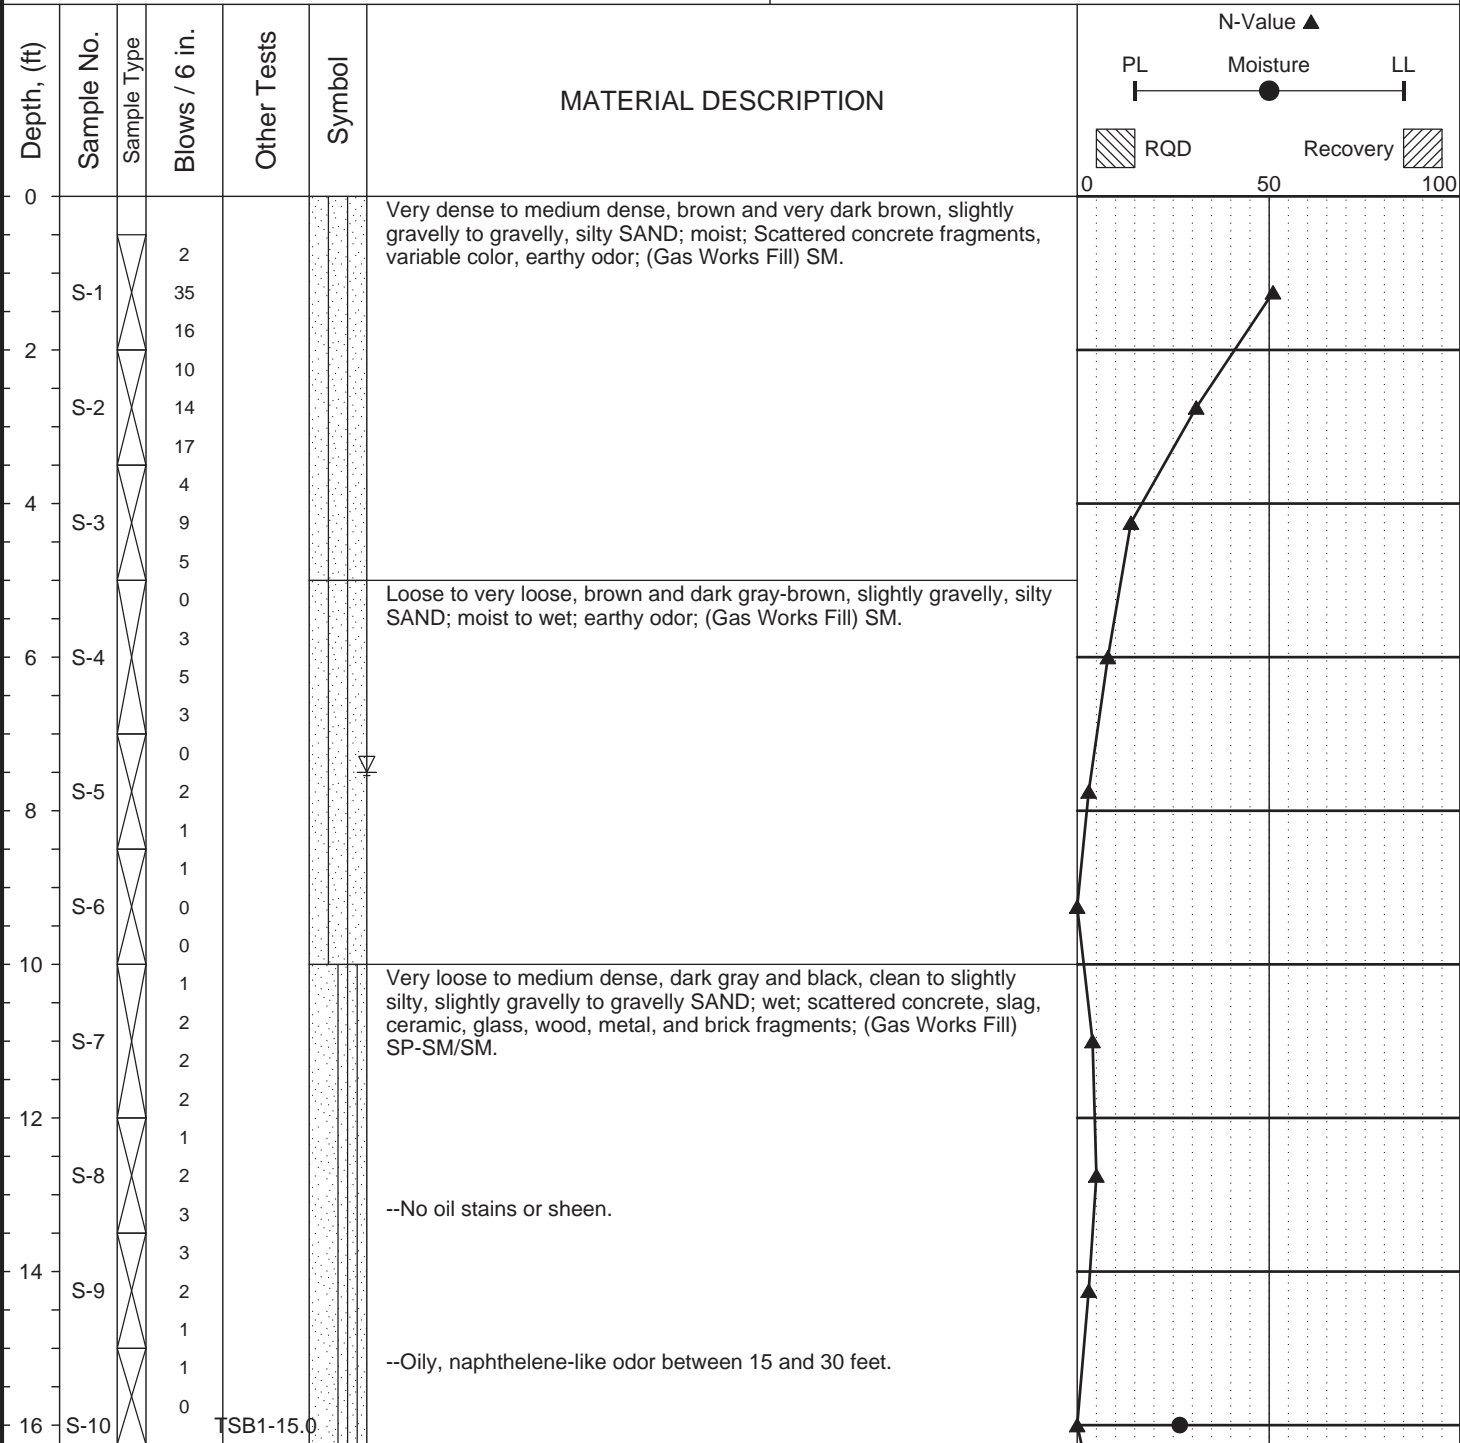 Depth, (ft)
Sample No.
Sample Type
Blows / 6 in.
Other Tests
Symbol
MATERIAL DESCRIPTION
N-Value ▲
PL Moisture LL
RQD Recovery
0 50 100
0
Very dense to medium dense, brown and very dark brown, slightly
gravelly to gravelly, silty SAND; moist; Scattered concrete fragments,
variable color, earthy odor; (Gas Works Fill) SM.
2
S-1 35
16
2
10
S-2 14
17
4
4
S-3 9
5
0
Loose to very loose, brown and dark gray-brown, slightly gravelly, silty
SAND; moist to wet; earthy odor; (Gas Works Fill) SM.
3
6 S-4
5
3
0
S-5 2
8
1
1
S-6 0
0
10
Very loose to medium dense, dark gray and black, clean to slightly
silty, slightly gravelly to gravelly SAND; wet; scattered concrete, slag,
ceramic, glass, wood, metal, and brick fragments; (Gas Works Fill)
SP-SM/SM.
1
2
S-7
2
2
12
1
S-8 2
3
--No oil stains or sheen.
3
14
S-9 2
1
--Oily, naphthelene-like odor between 15 and 30 feet.
1
0
16 S-10 TSB1-15.0